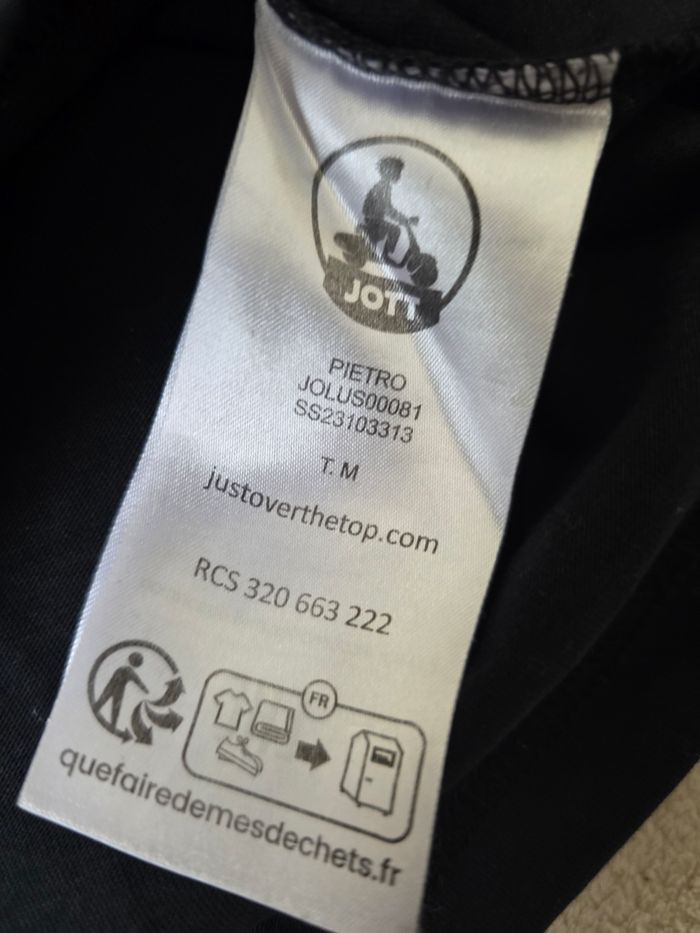 JOTT
PIETRO
JOLUS00081
SS23103313
T. M
justoverthetop.com
RCS 320 663 222
FR
quefairedemesdechets.fr